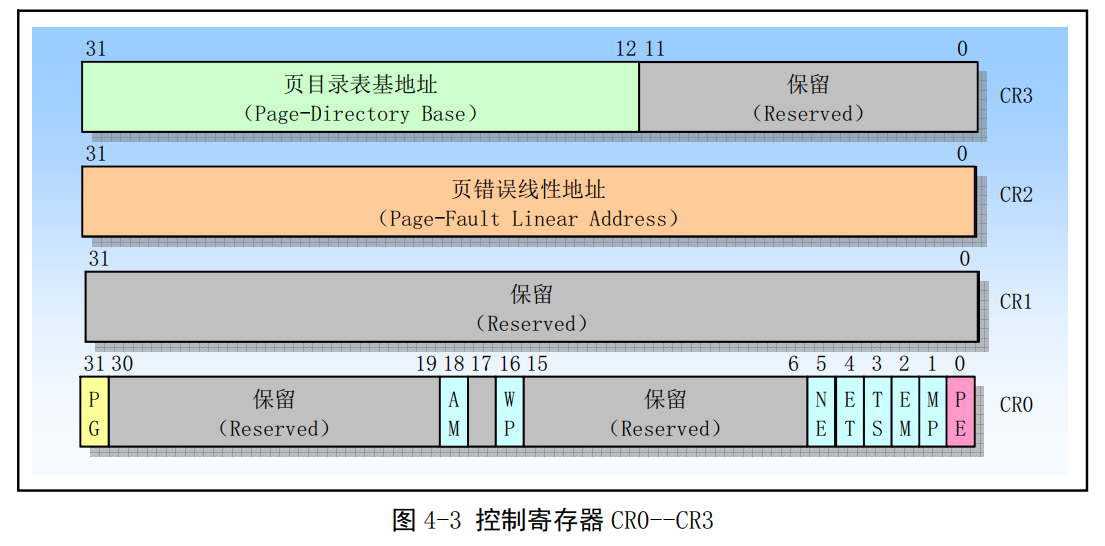 31 12 11 0
页目录表基地址 保留
(Page-Directory Base) (Reserved) CR3
31 0
页错误线性地址
(Page-Fault Linear Address) CR2
31 0
保留
(Reserved) CR1
31 30 19 18 17 16 15 6 5 4 3 2 1 0
PG 保留 (Reserved) AM WP 保留 (Reserved) NE ET TS EM MP PE CR0
图 4-3 控制寄存器 CR0--CR3